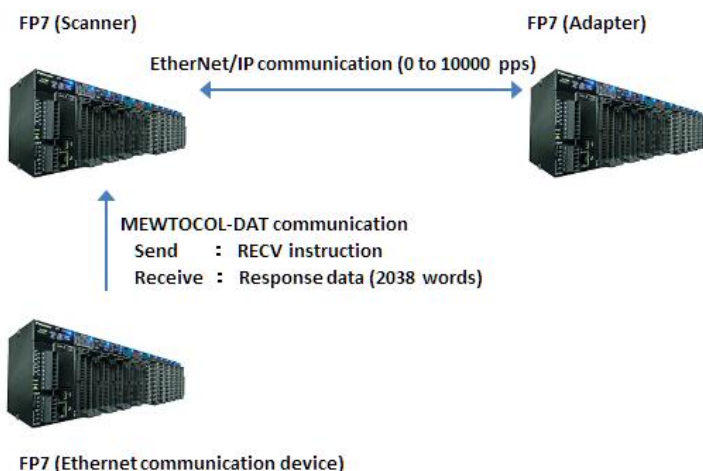 FP7 (Scanner)
FP7 (Adapter)
EtherNet/IP communication (0 to 10000 pps)
MEWTOCOL-DAT communication
Send : RECV instruction
Receive : Response data (2038 words)
FP7 (Ethernet communication device)